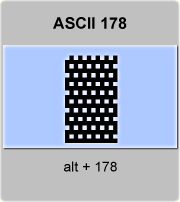 ASCII 178
▓
alt + 178